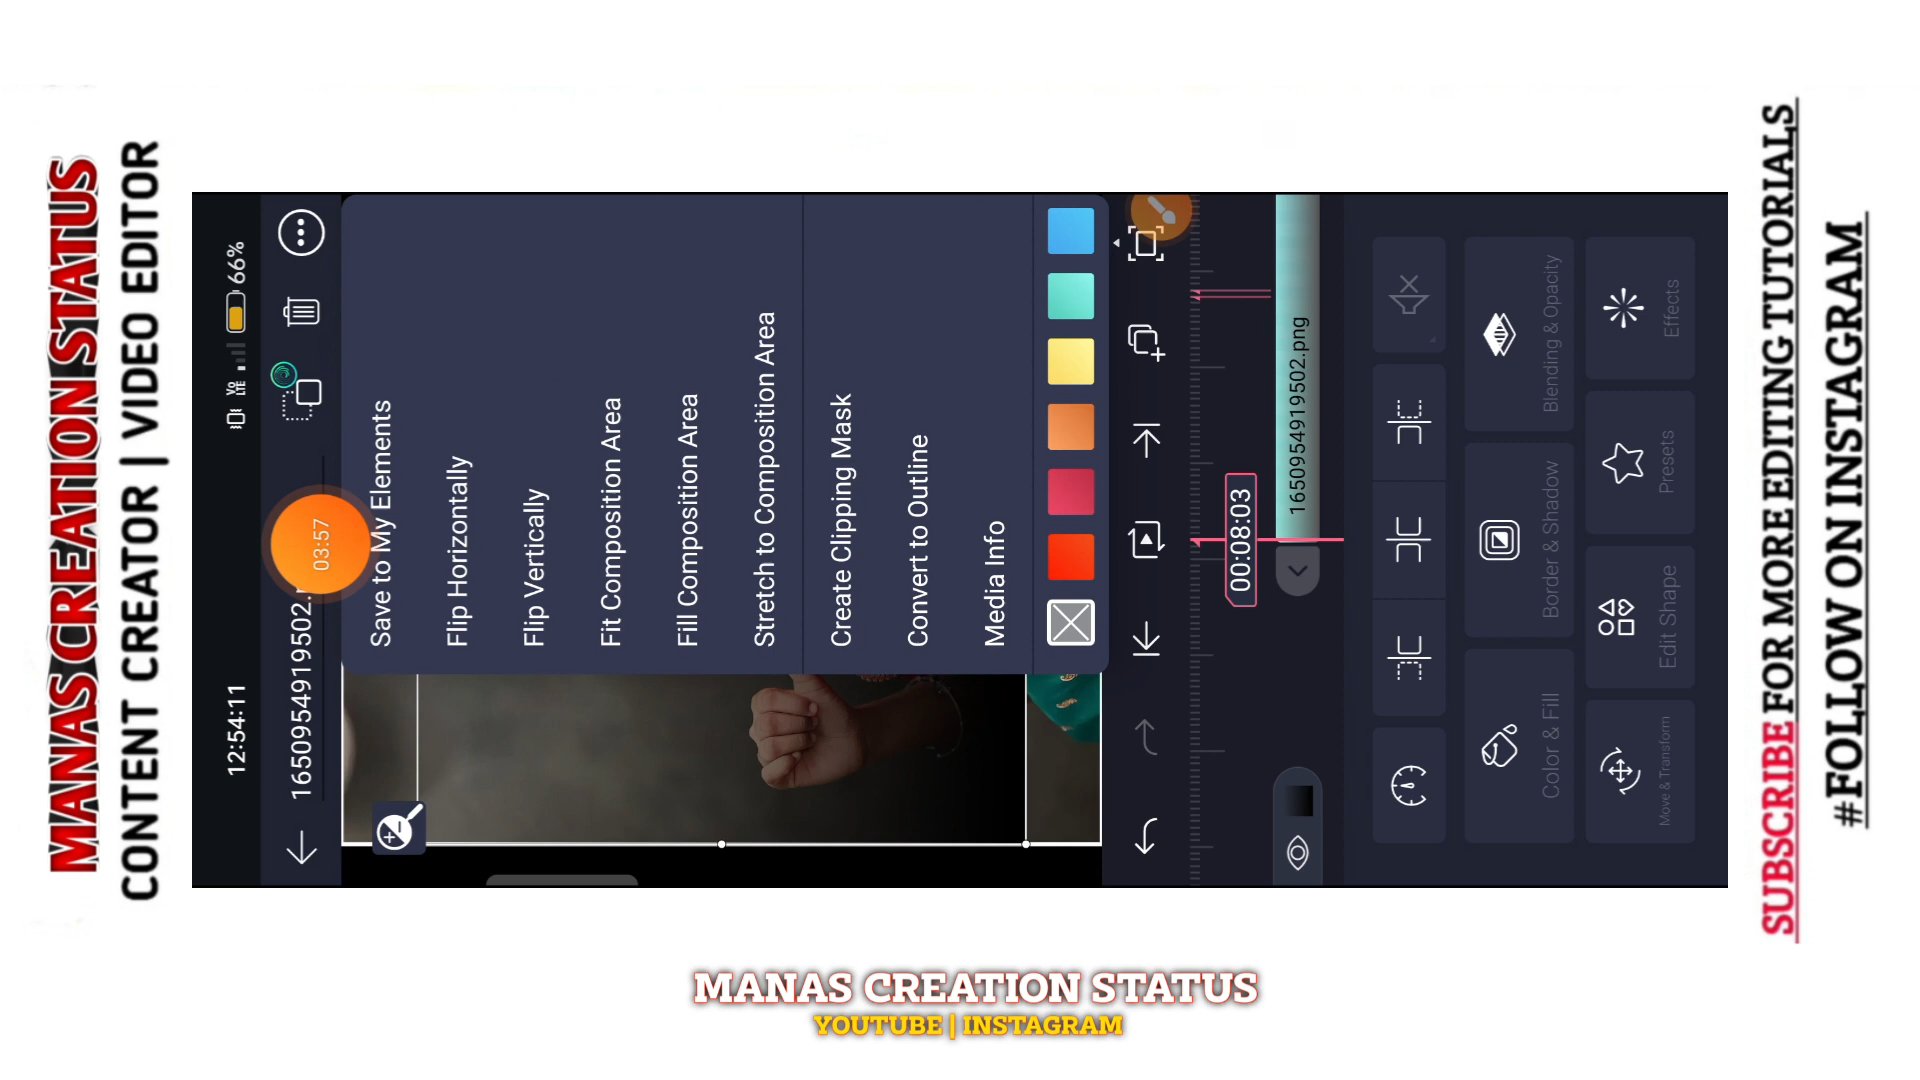 MANAS CREATION STATUS
CONTENT CREATOR | VIDEO EDITOR
12:54:11
Vo
LTE
66%
1650954919502.
03:57
Save to My Elements
Flip Horizontally
Flip Vertically
Fit Composition Area
Fill Composition Area
Stretch to Composition Area
Create Clipping Mask
Convert to Outline
Media Info
00:08:03
1650954919502.png
Color & Fill
Border & Shadow
Blending & Opacity
Move & Transform
Edit Shape
Presets
Effects
SUBSCRIBE FOR MORE EDITING TUTORIALS
#FOLLOW ON INSTAGRAM
MANAS CREATION STATUS
YOUTUBE | INSTAGRAM